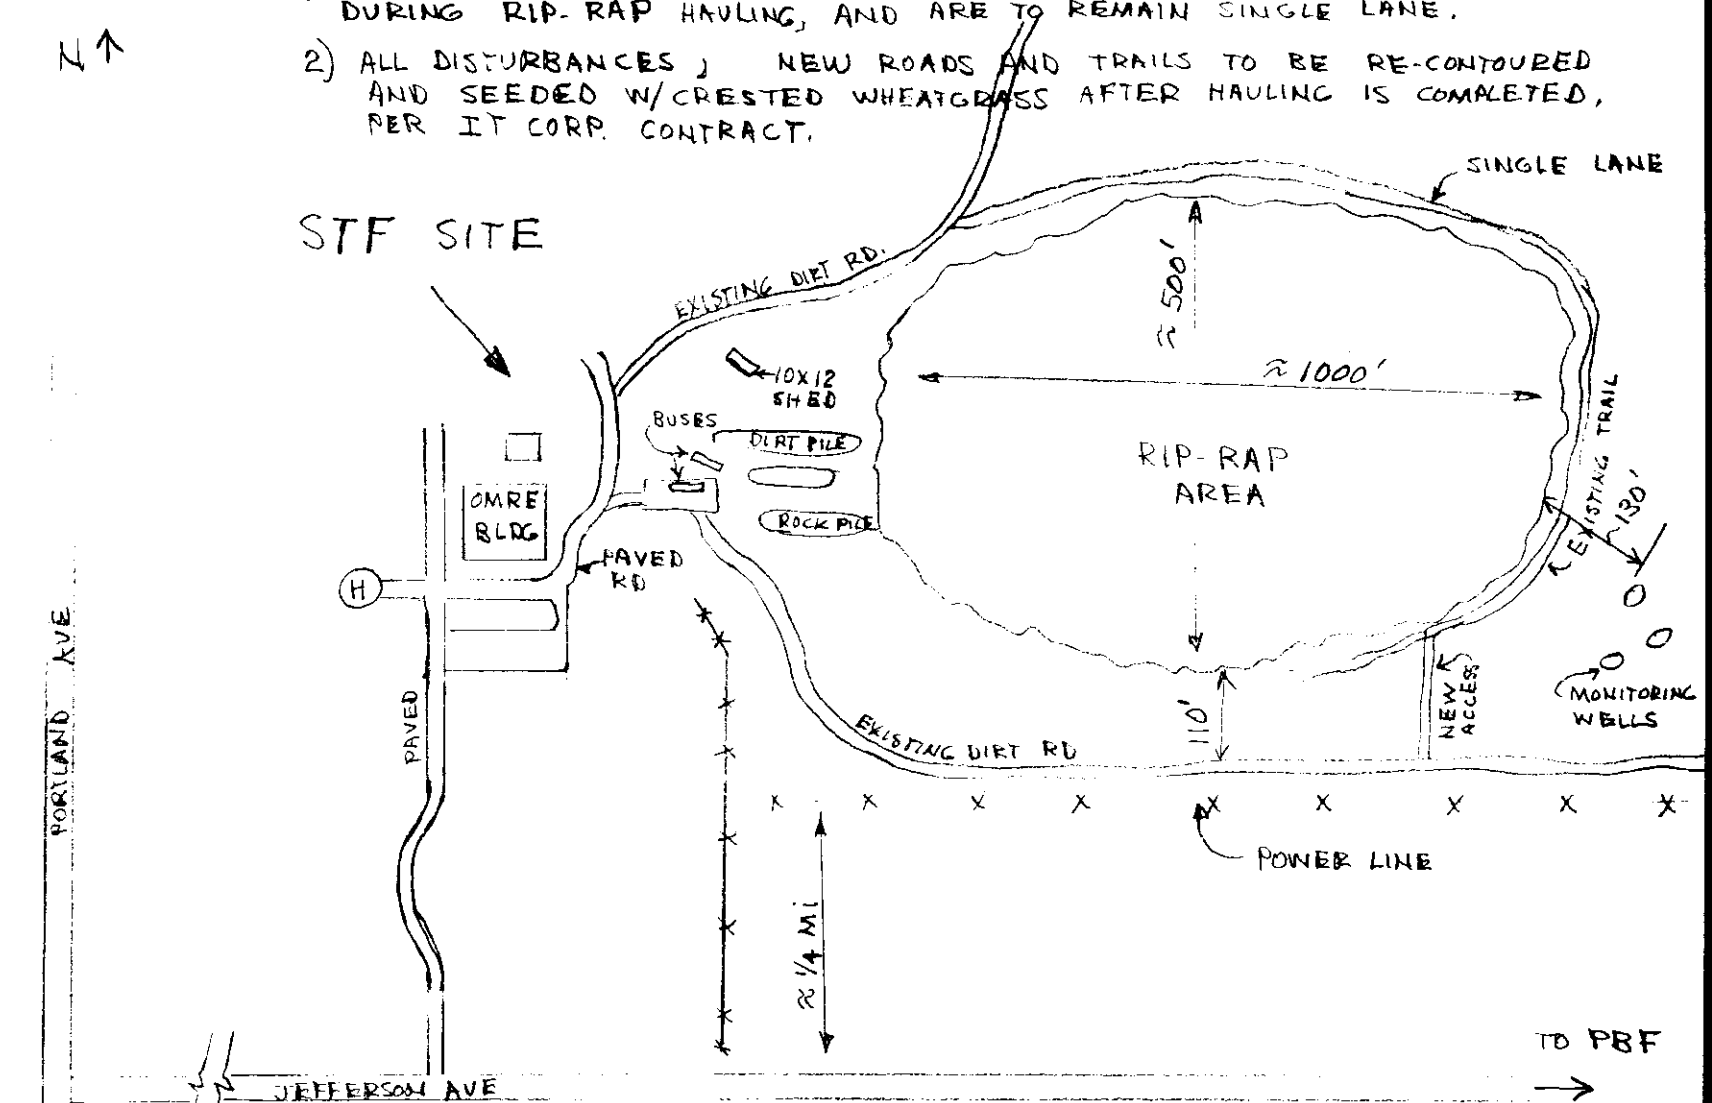 DURING RIP-RAP HAULING, AND ARE TO REMAIN SINGLE LANE.
N
2) ALL DISTURBANCES, NEW ROADS AND TRAILS TO BE RE-CONTOURED
AND SEEDED W/CRESTED WHEATGRASS AFTER HAULING IS COMPLETED,
PER IT CORP. CONTRACT.
SINGLE LANE
STF SITE
EXISTING DIRT RD.
≈ 500'
≈ 1000'
10X12
SHED
BUSES
DIRT PILE
RIP-RAP
AREA
EXISTING TRAIL
~130'
OMRE
BLDG
ROCK PILE
PAVED
RD
H
PORTLAND AVE
PAVED
NEW
ACCESS
MONITORING
WELLS
110'
EXISTING DIRT RD
X X X X X X X X X
POWER LINE
≈ 1/4 Mi
TO PBF
JEFFERSON AVE